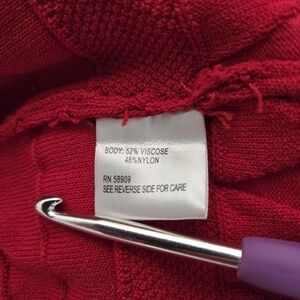 BODY: 52% VISCOSE
48%NYLON
RN 58909
SEE REVERSE SIDE FOR CARE